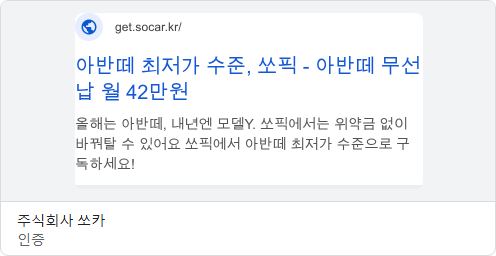 get.socar.kr/
아반떼 최저가 수준, 쏘픽 - 아반떼 무선
납 월 42만원
올해는 아반떼, 내년엔 모델Y. 쏘픽에서는 위약금 없이
바꿔탈 수 있어요 쏘픽에서 아반떼 최저가 수준으로 구
독하세요!
주식회사 쏘카
인증